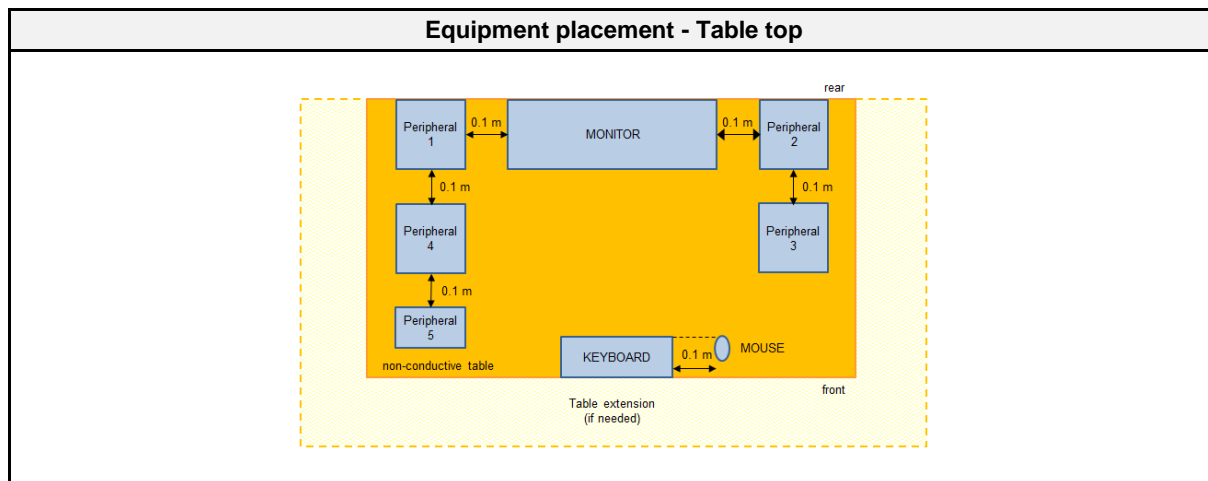 Equipment placement - Table top
rear
Peripheral
1
0.1 m
MONITOR
0.1 m
Peripheral
2
0.1 m
0.1 m
Peripheral
4
Peripheral
3
0.1 m
Peripheral
5
KEYBOARD
0.1 m
MOUSE
non-conductive table
front
Table extension
(if needed)